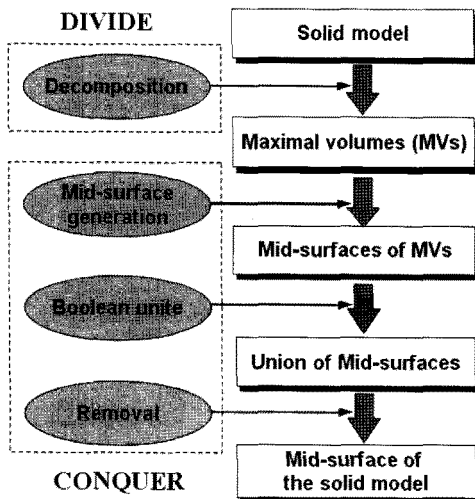 DIVIDE
Solid model
Decomposition
Maximal volumes (MVs)
Mid-surface
generation
Mid-surfaces of MVs
Boolean unite
Union of Mid-surfaces
Removal
Mid-surface of
the solid model
CONQUER